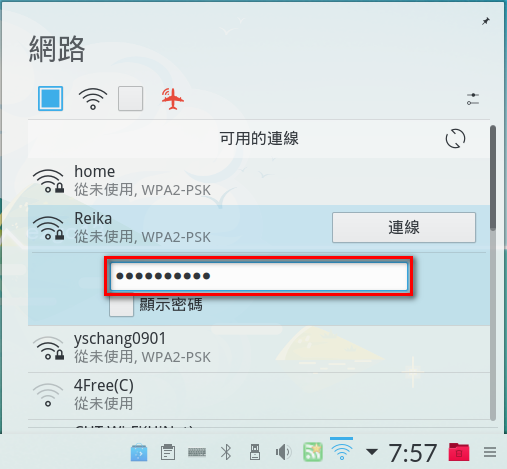 網路
可用的連線
home
從未使用, WPA2-PSK
Reika
從未使用, WPA2-PSK
連線
●●●●●●●●●●
顯示密碼
yschang0901
從未使用, WPA2-PSK
4Free(C)
從未使用
7:57